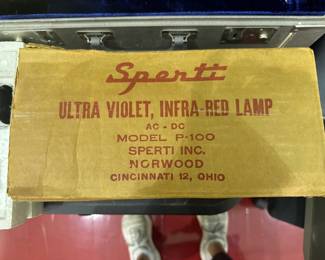 Sperti
ULTRA VIOLET, INFRA-RED LAMP
AC - DC
MODEL P-100
SPERTI INC.
NORWOOD
CINCINNATI 12, OHIO